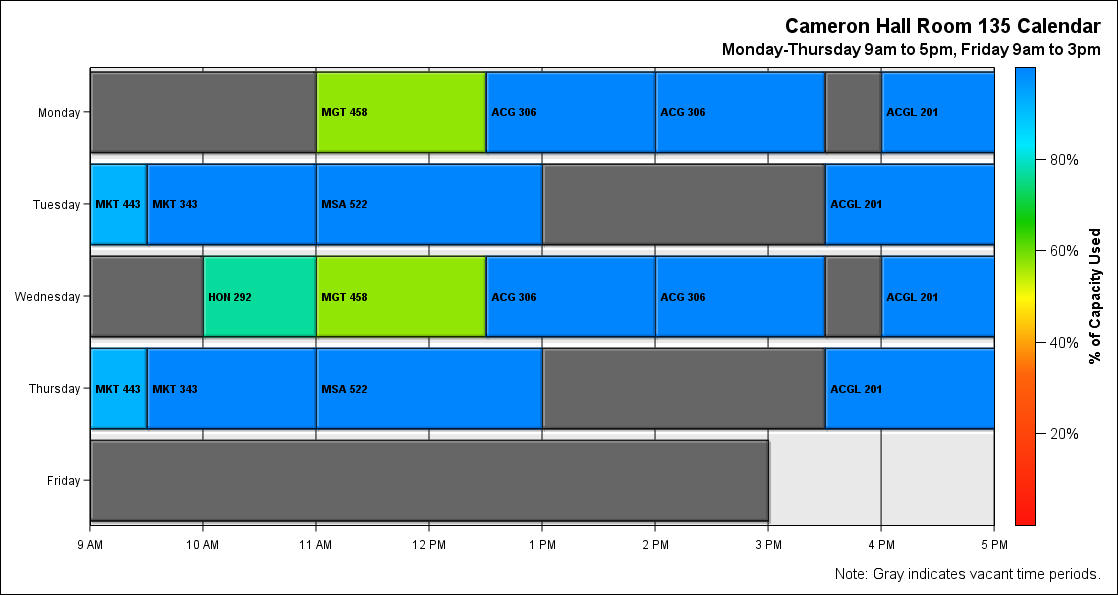 Cameron Hall Room 135 Calendar
Monday-Thursday 9am to 5pm, Friday 9am to 3pm
Monday
MGT 458
ACG 306
ACG 306
ACGL 201
Tuesday
MKT 443
MKT 343
MSA 522
ACGL 201
Wednesday
HON 292
MGT 458
ACG 306
ACG 306
ACGL 201
Thursday
MKT 443
MKT 343
MSA 522
ACGL 201
Friday
9 AM
10 AM
11 AM
12 PM
1 PM
2 PM
3 PM
4 PM
5 PM
80%
60%
40%
20%
% of Capacity Used
Note: Gray indicates vacant time periods.